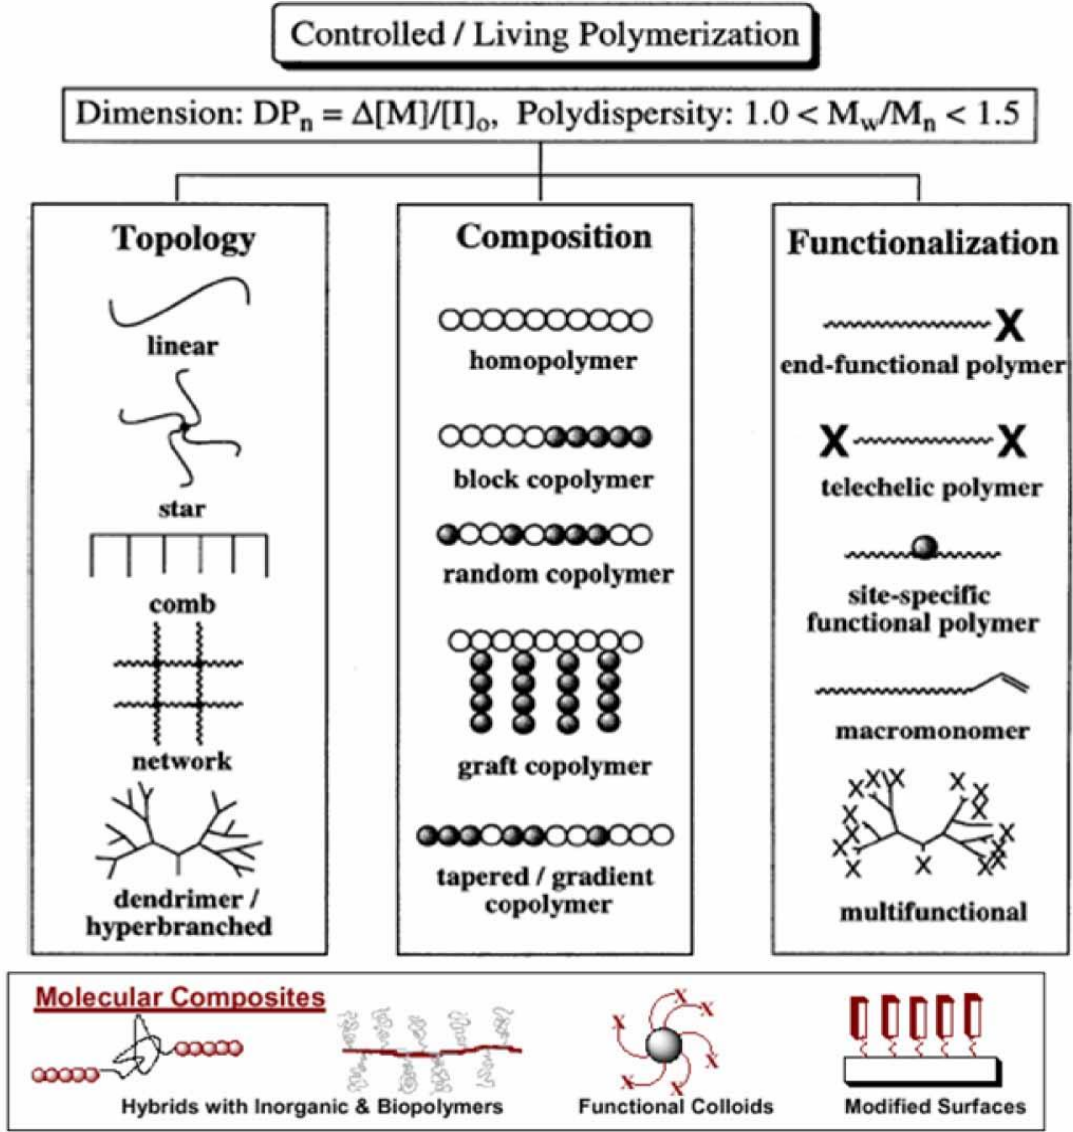 Controlled / Living Polymerization
Dimension: DPn = Δ[M]/[I]o, Polydispersity: 1.0 < Mw/Mn < 1.5
Topology
linear
star
comb
network
dendrimer /
hyperbranched
Composition
homopolymer
block copolymer
random copolymer
graft copolymer
tapered / gradient
copolymer
Functionalization
X
end-functional polymer
X X
telechelic polymer
site-specific
functional polymer
macromonomer
multifunctional
Molecular Composites
Hybrids with Inorganic & Biopolymers
Functional Colloids
Modified Surfaces